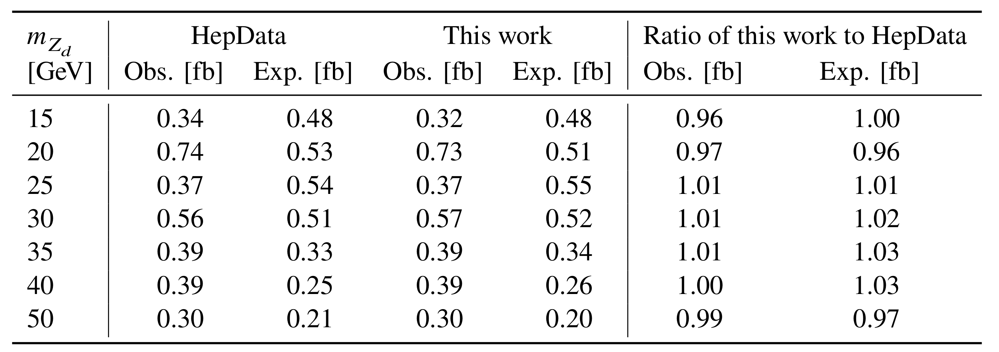 m_{Z_d} HepData This work Ratio of this work to HepData
[GeV] Obs. [fb] Exp. [fb] Obs. [fb] Exp. [fb] Obs. [fb] Exp. [fb]
15 0.34 0.48 0.32 0.48 0.96 1.00
20 0.74 0.53 0.73 0.51 0.97 0.96
25 0.37 0.54 0.37 0.55 1.01 1.01
30 0.56 0.51 0.57 0.52 1.01 1.02
35 0.39 0.33 0.39 0.34 1.01 1.03
40 0.39 0.25 0.39 0.26 1.00 1.03
50 0.30 0.21 0.30 0.20 0.99 0.97